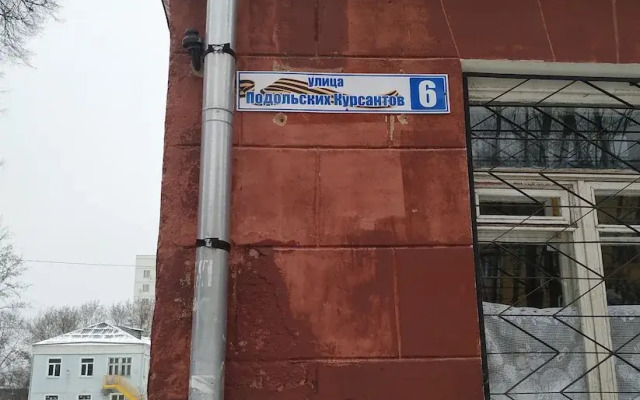 улица
Подольских Курсантов 6